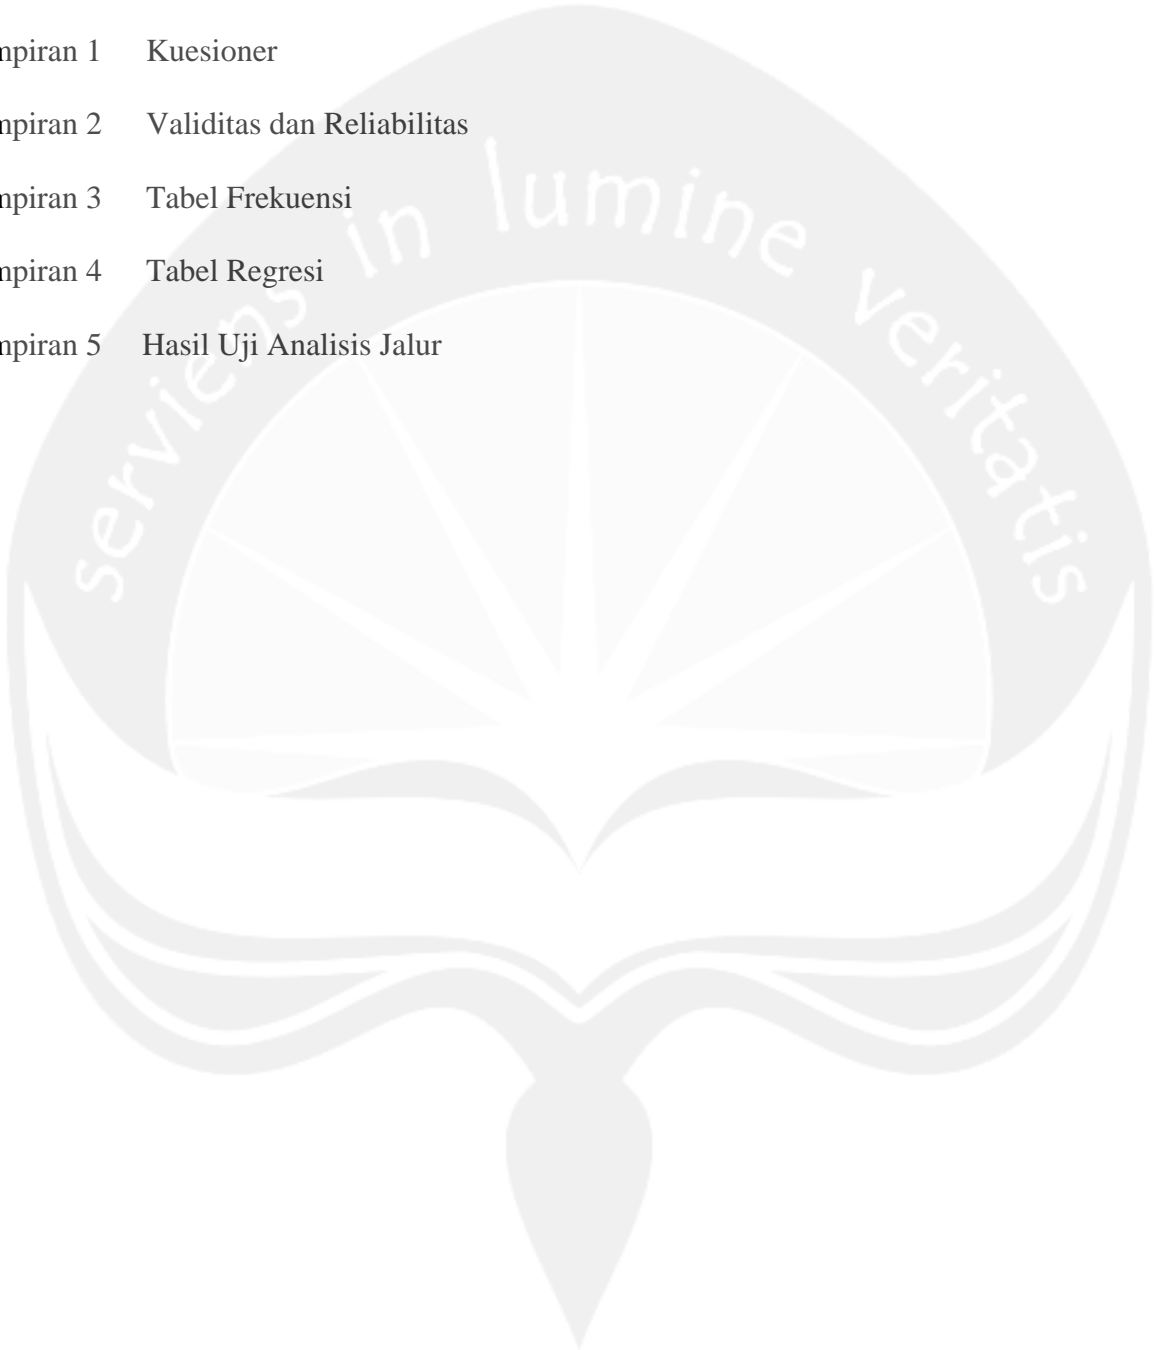 mpiran 1 Kuesioner
mpiran 2 Validitas dan Reliabilitas
mpiran 3 Tabel Frekuensi
mpiran 4 Tabel Regresi
mpiran 5 Hasil Uji Analisis Jalur
serviens in lumine veritatis